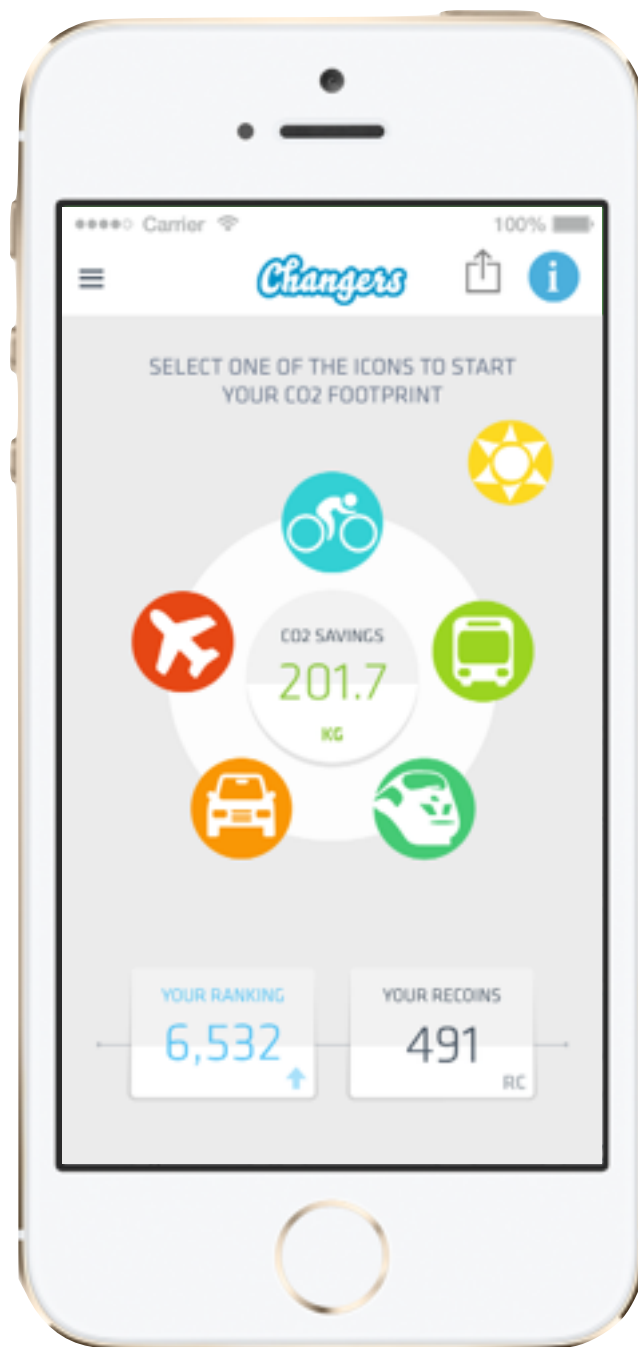 Carrier 100%
Changers
i
SELECT ONE OF THE ICONS TO START
YOUR CO2 FOOTPRINT
CO2 SAVINGS
201.7
KG
YOUR RANKING
6,532
YOUR RECOINS
491
RC